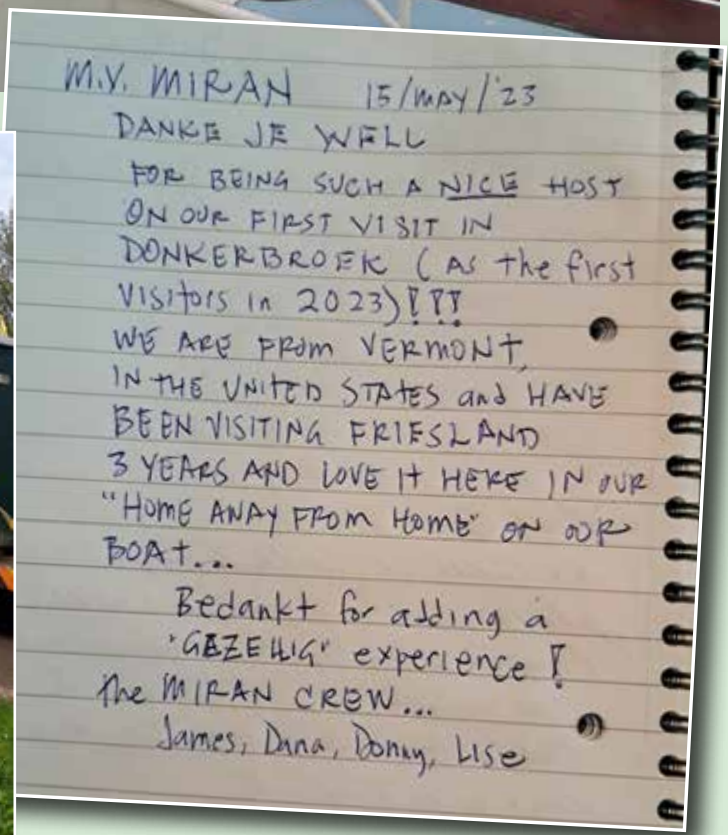 M.Y. MIRAN 15/MAY/'23
DANKE JE WELL
FOR BEING SUCH A NICE HOST
ON OUR FIRST VISIT IN
DONKERBROEK (AS the first
VISItors in 2023)!!!
WE ARE FROM VERMONT,
IN THE UNITED STATES and HAVE
BEEN VISITING FRIESLAND
3 YEARS AND LOVE IT HERE IN OUR
"HOME AWAY FROM HOME" ON OUR
BOAT...
Bedankt for adding a
"GEZELLIG" experience!
The MIRAN CREW...
James, Dana, Donny, Lise